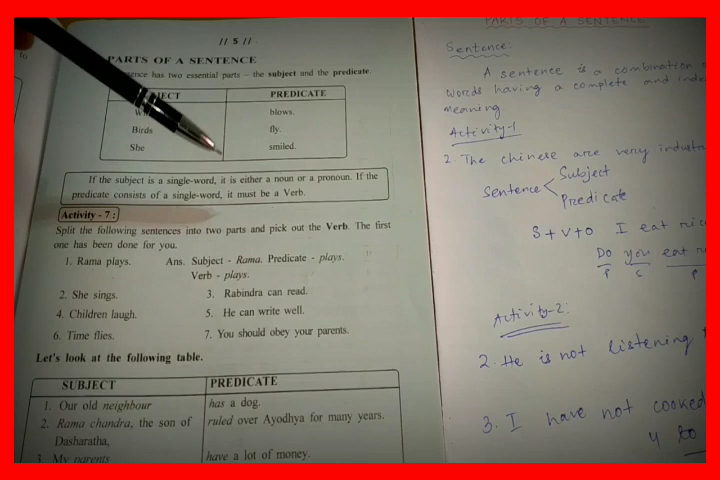 // 5 //
PARTS OF A SENTENCE
has two essential parts – the subject and the predicate.
PREDICATE
blows.
Birds fly.
She smiled.
If the subject is a single-word, it is either a noun or a pronoun. If the
predicate consists of a single-word, it must be a Verb.
Activity - 7 :
Split the following sentences into two parts and pick out the Verb. The first
one has been done for you.
1. Rama plays. Ans. Subject - Rama. Predicate - plays.
Verb - plays.
2. She sings. 3. Rabindra can read.
4. Children laugh. 5. He can write well.
6. Time flies. 7. You should obey your parents.
Let's look at the following table.
SUBJECT PREDICATE
1. Our old neighbour has a dog.
2. Rama chandra, the son of ruled over Ayodhya for many years.
Dasharatha,
3. My parents have a lot of money.
PARTS OF A SENTENCE
Sentence:
A sentence is a combination
words having a complete and
meaning
Activity-1
2. The chinese are very
Subject
Sentence
Predicate
S+V+O I eat
Do you eat
P S P
Activity-2:
2. He is not listening
3. I have not cooked
4